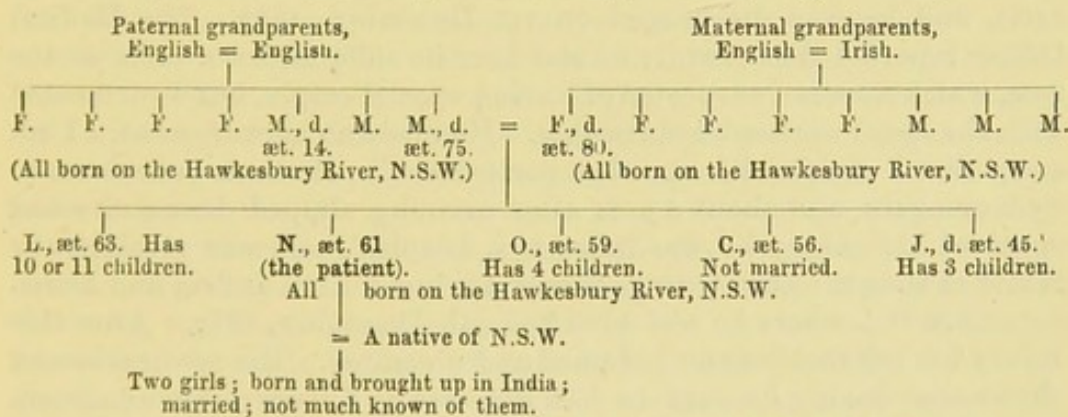 Paternal grandparents,
English = English.
Maternal grandparents,
English = Irish.
F. F. F. F. M., d. M. M., d. = F., d. F. F. F. F. M. M. M.
æt. 14. æt. 75. æt. 80.
(All born on the Hawkesbury River, N.S.W.) (All born on the Hawkesbury River, N.S.W.)
L., æt. 63. Has N., æt. 61 O., æt. 59. C., æt. 56. J., d. æt. 45.
10 or 11 children. (the patient). Has 4 children. Not married. Has 3 children.
All born on the Hawkesbury River, N.S.W.
= A native of N.S.W.
Two girls; born and brought up in India;
married; not much known of them.